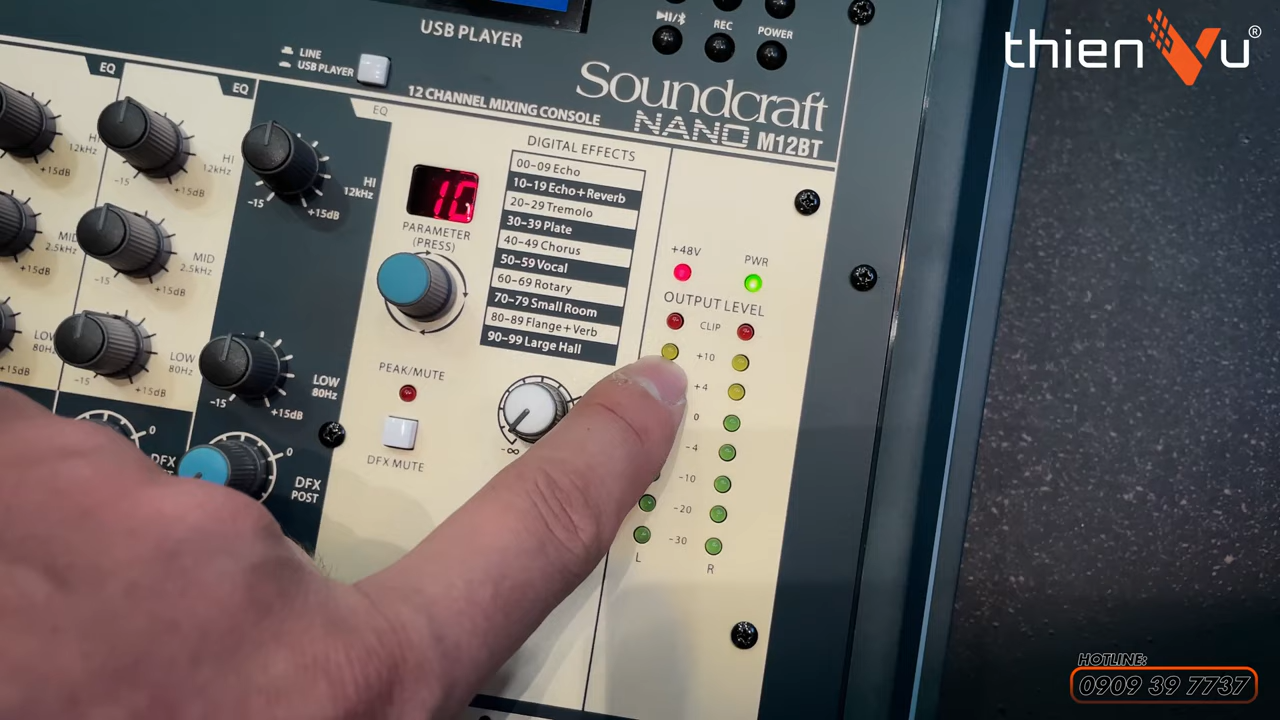 thien Vu®
USB PLAYER
REC
POWER
LINE
USB PLAYER
12 CHANNEL MIXING CONSOLE
Soundcraft
NANO M12BT
EQ
EQ
EQ
DIGITAL EFFECTS
00-09 Echo
10-19 Echo+Reverb
20-29 Tremolo
30-39 Plate
40-49 Chorus
50-59 Vocal
60-69 Rotary
70-79 Small Room
80-89 Flange+Verb
90-99 Large Hall
10
PARAMETER
(PRESS)
PEAK/MUTE
DFX MUTE
-∞
+48V
PWR
OUTPUT LEVEL
CLIP
+10
+4
0
-4
-10
-20
-30
L
R
HI
12kHz
+15dB
HI
12kHz
-15
+15dB
HI
12kHz
-15
+15dB
MID
2.5kHz
+15dB
MID
2.5kHz
-15
+15dB
LOW
80Hz
+15dB
LOW
80Hz
-15
+15dB
LOW
80Hz
-15
+15dB
0
0
DFX
POST
HOTLINE:
0909 39 7737